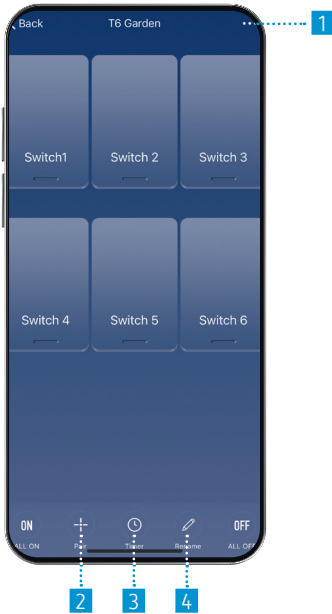 Back T6 Garden ... 1
Switch1 Switch 2 Switch 3
Switch 4 Switch 5 Switch 6
ON OFF
ALL ON Pair Timer Rename ALL OF
2 3 4